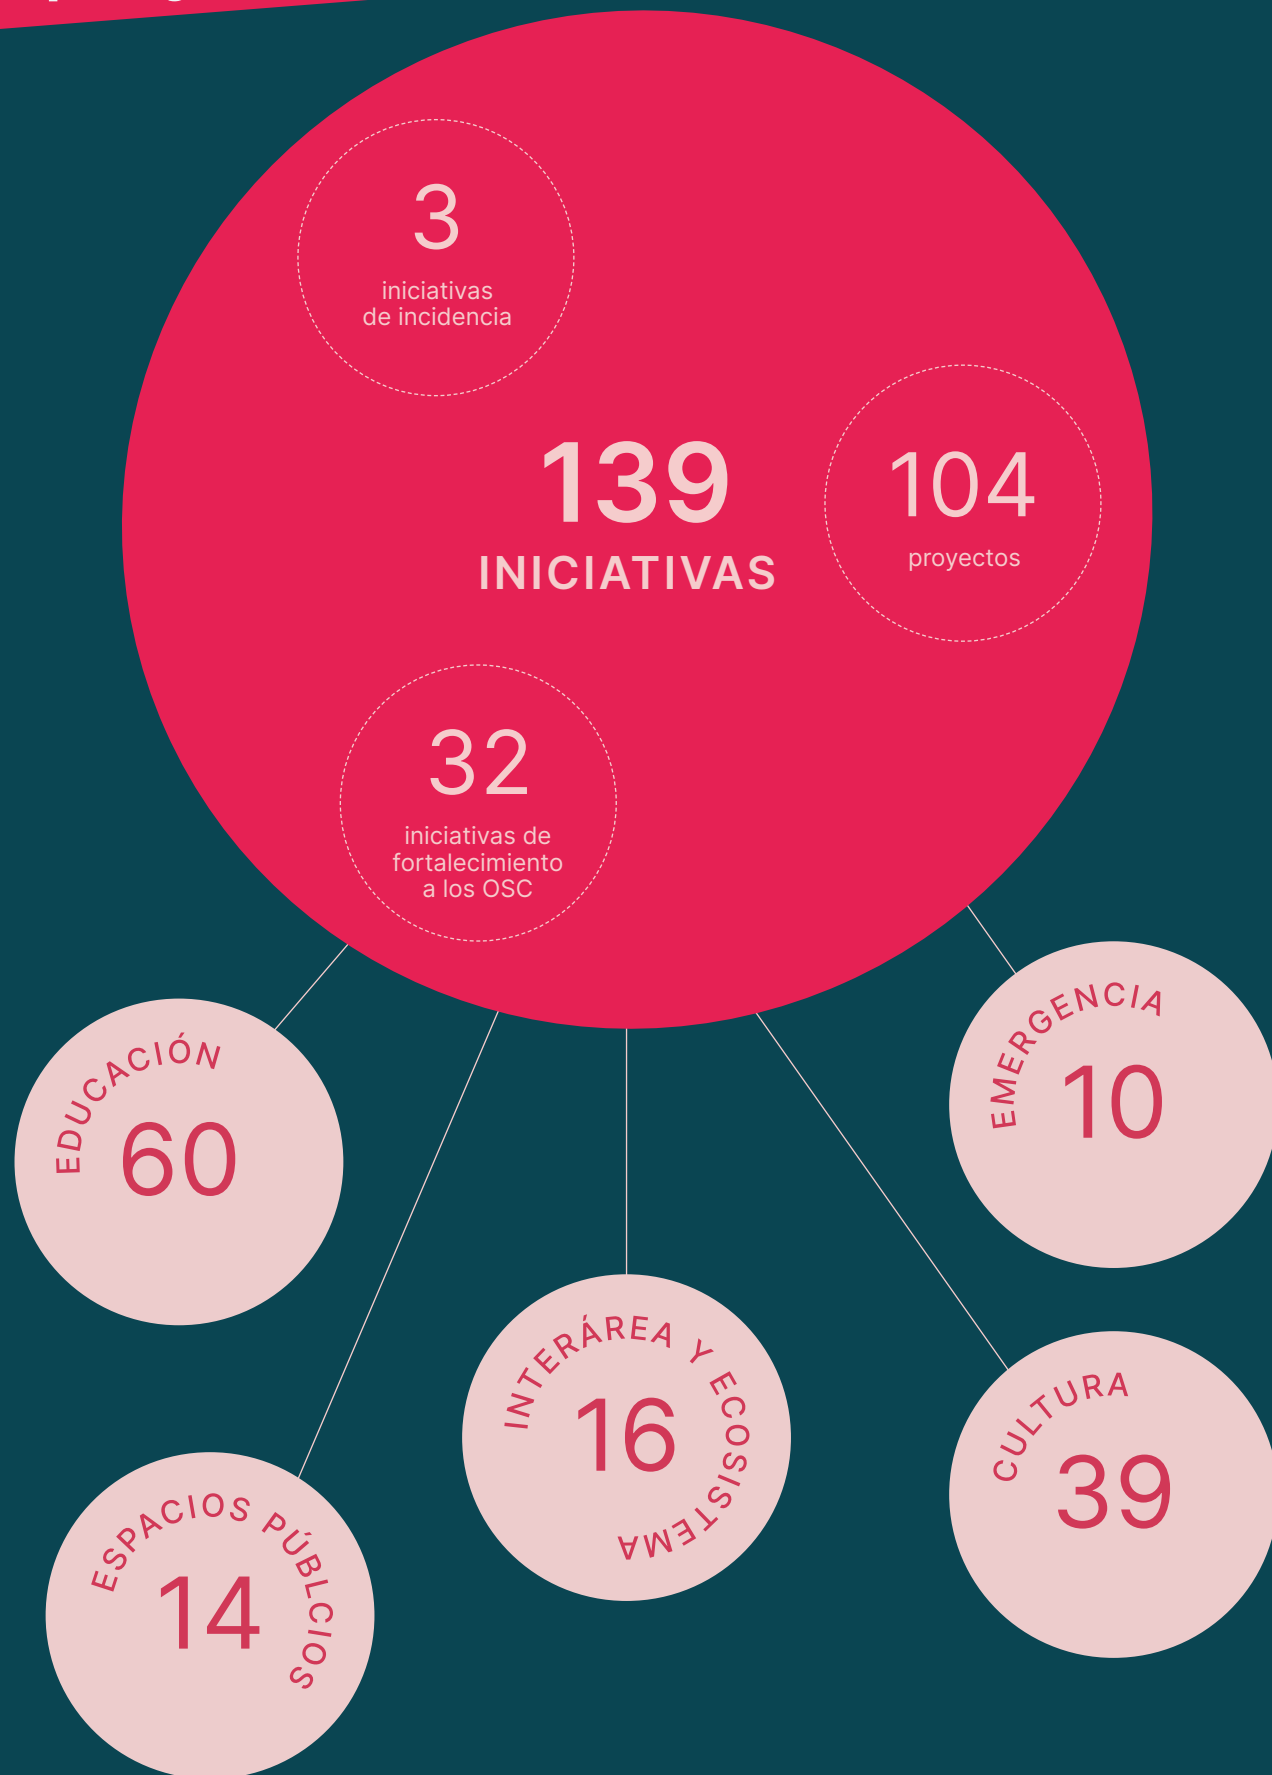 3
iniciativas
de incidencia
139
INICIATIVAS
104
proyectos
32
iniciativas de
fortalecimiento
a los OSC
EDUCACIÓN
60
EMERGENCIA
10
INTERÁREA Y ECOSISTEMA
16
CULTURA
39
ESPACIOS PÚBLCIOS
14